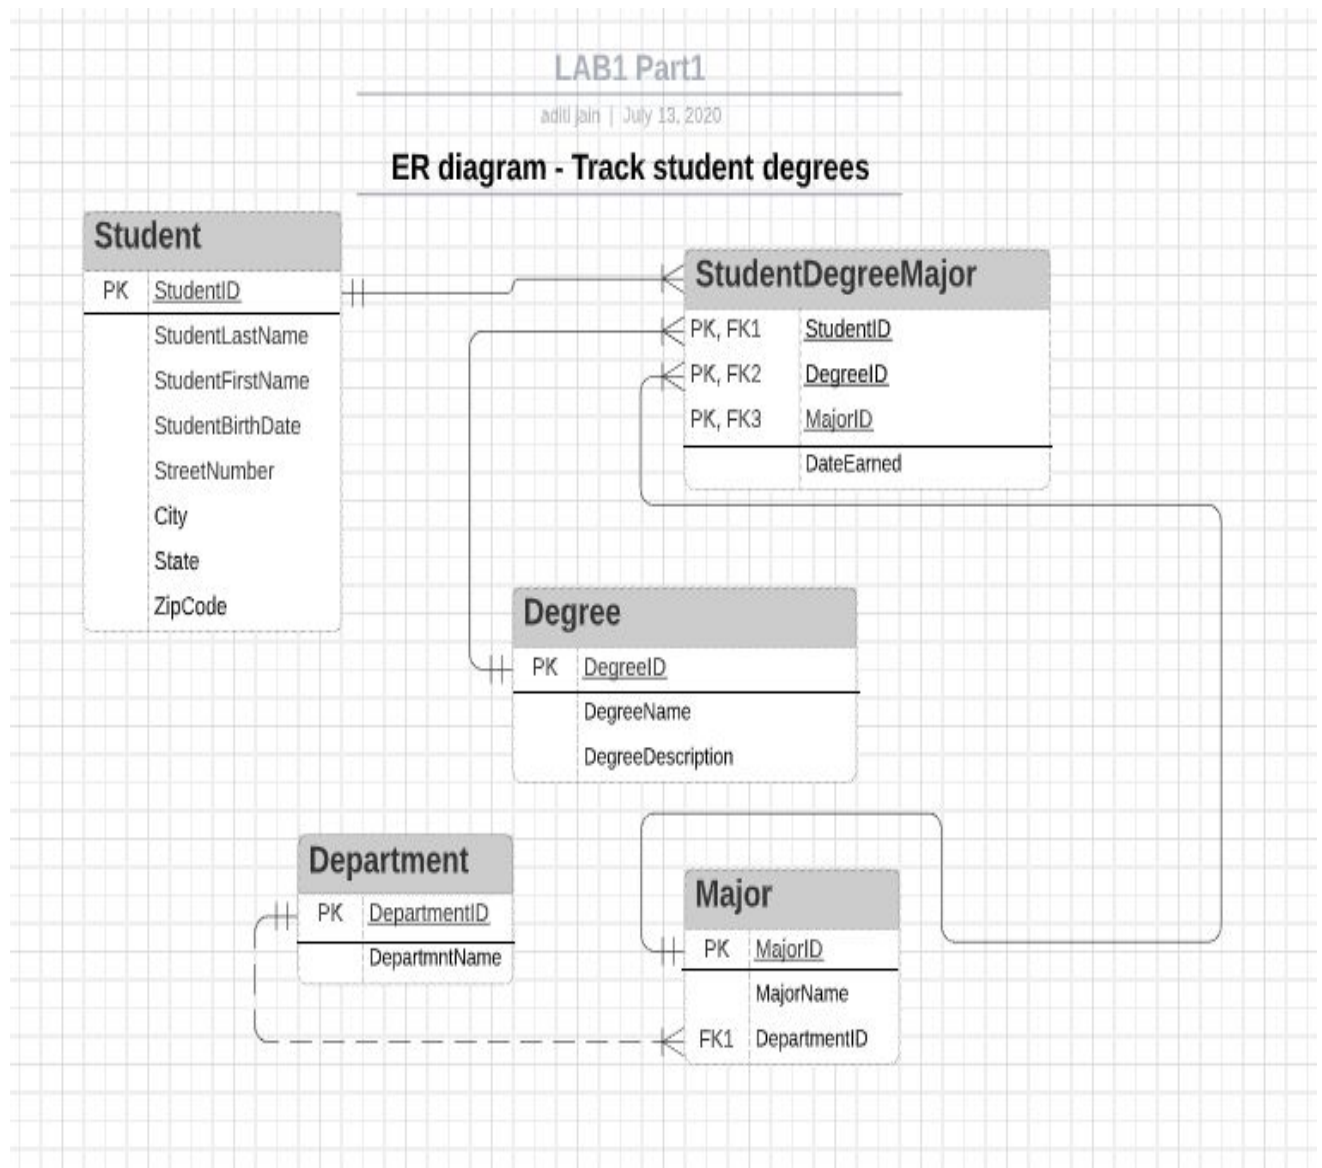 LAB1 Part1
aditi jain | July 13, 2020
ER diagram - Track student degrees
Student
PK StudentID
StudentLastName
StudentFirstName
StudentBirthDate
StreetNumber
City
State
ZipCode
StudentDegreeMajor
PK, FK1 StudentID
PK, FK2 DegreeID
PK, FK3 MajorID
DateEarned
Degree
PK DegreeID
DegreeName
DegreeDescription
Department
PK DepartmentID
DepartmntName
Major
PK MajorID
MajorName
FK1 DepartmentID